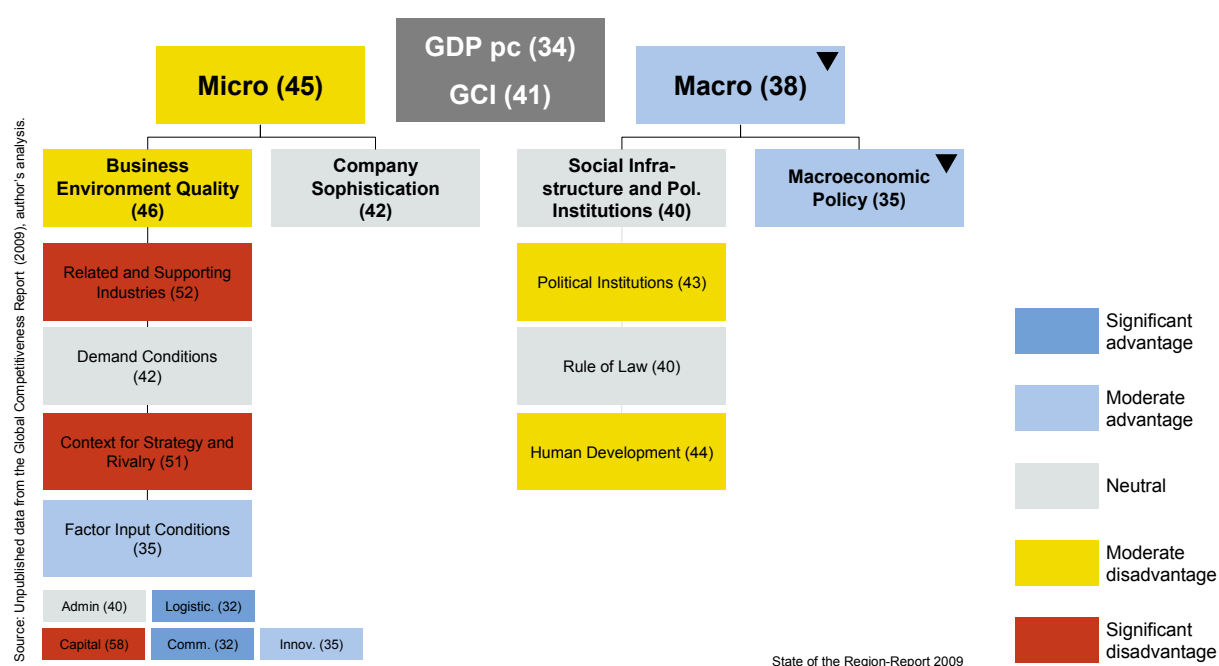 GDP pc (34)
GCI (41)
Micro (45)
Macro (38)
Business
Environment Quality
(46)
Company
Sophistication
(42)
Social Infra-
structure and Pol.
Institutions (40)
Macroeconomic
Policy (35)
Related and Supporting
Industries (52)
Demand Conditions
(42)
Context for Strategy and
Rivalry (51)
Factor Input Conditions
(35)
Admin (40)
Logistic. (32)
Capital (58)
Comm. (32)
Innov. (35)
Political Institutions (43)
Rule of Law (40)
Human Development (44)
Significant
advantage
Moderate
advantage
Neutral
Moderate
disadvantage
Significant
disadvantage
State of the Region-Report 2009
Source: Unpublished data from the Global Competitiveness Report (2009), author's analysis.